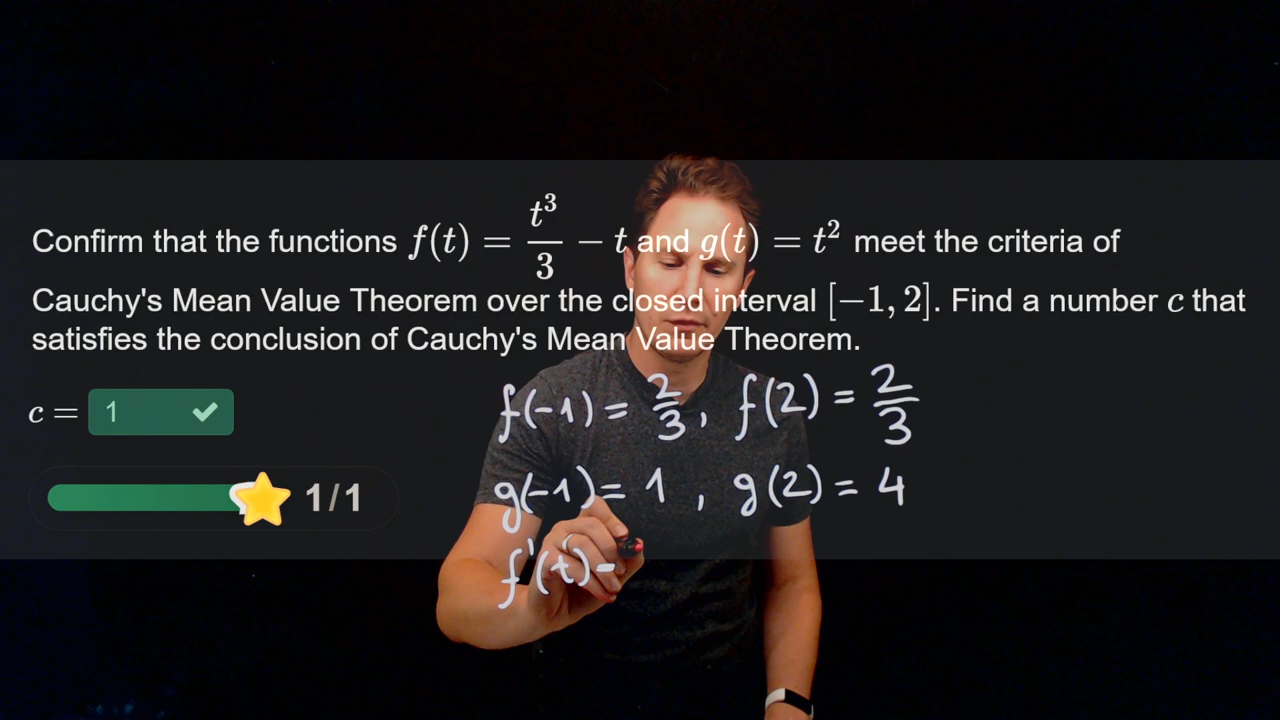 Confirm that the functions f(t) = t³/3 − t and g(t) = t² meet the criteria of
Cauchy's Mean Value Theorem over the closed interval [−1, 2]. Find a number c that
satisfies the conclusion of Cauchy's Mean Value Theorem.
c = 1 ✓
1/1
f(-1) = 2/3, f(2) = 2/3
g(-1) = 1, g(2) = 4
f'(t) =